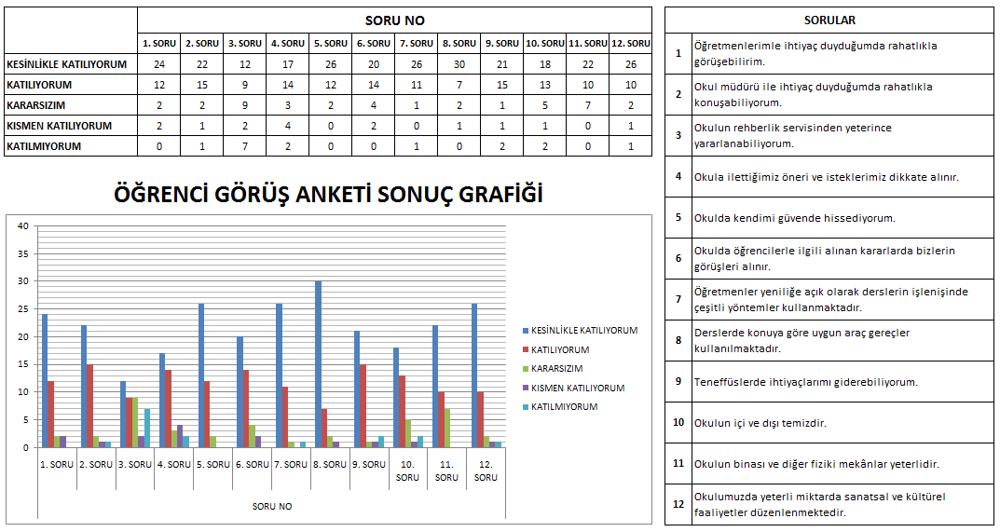 SORU NO
1. SORU 2. SORU 3. SORU 4. SORU 5. SORU 6. SORU 7. SORU 8. SORU 9. SORU 10. SORU 11. SORU 12. SORU
KESİNLİKLE KATILIYORUM 24 22 12 17 26 20 26 30 21 18 22 26
KATILIYORUM 12 15 9 14 12 14 11 7 15 13 10 10
KARARSIZIM 2 2 9 3 2 4 1 2 1 5 7 2
KISMEN KATILIYORUM 2 1 2 4 0 2 0 1 1 1 0 1
KATILMIYORUM 0 1 7 2 0 0 1 0 2 2 0 1
ÖĞRENCİ GÖRÜŞ ANKETİ SONUÇ GRAFİĞİ
40
35
30
25
20
15
10
5
0
1. SORU 2. SORU 3. SORU 4. SORU 5. SORU 6. SORU 7. SORU 8. SORU 9. SORU 10. 11. 12.
SORU SORU SORU
SORU NO
KESİNLİKLE KATILIYORUM
KATILIYORUM
KARARSIZIM
KISMEN KATILIYORUM
KATILMIYORUM
SORULAR
1 Öğretmenlerimle ihtiyaç duyduğumda rahatlıkla
görüşebilirim.
2 Okul müdürü ile ihtiyaç duyduğumda rahatlıkla
konuşabiliyorum.
3 Okulun rehberlik servisinden yeterince
yararlanabiliyorum.
4 Okula ilettiğimiz öneri ve isteklerimiz dikkate alınır.
5 Okulda kendimi güvende hissediyorum.
6 Okulda öğrencilerle ilgili alınan kararlarda bizlerin
görüşleri alınır.
7 Öğretmenler yeniliğe açık olarak derslerin işlenişinde
çeşitli yöntemler kullanmaktadır.
8 Derslerde konuya göre uygun araç gereçler
kullanılmaktadır.
9 Teneffüslerde ihtiyaçlarımı giderebiliyorum.
10 Okulun içi ve dışı temizdir.
11 Okulun binası ve diğer fiziki mekânlar yeterlidir.
12 Okulumuzda yeterli miktarda sanatsal ve kültürel
faaliyetler düzenlenmektedir.